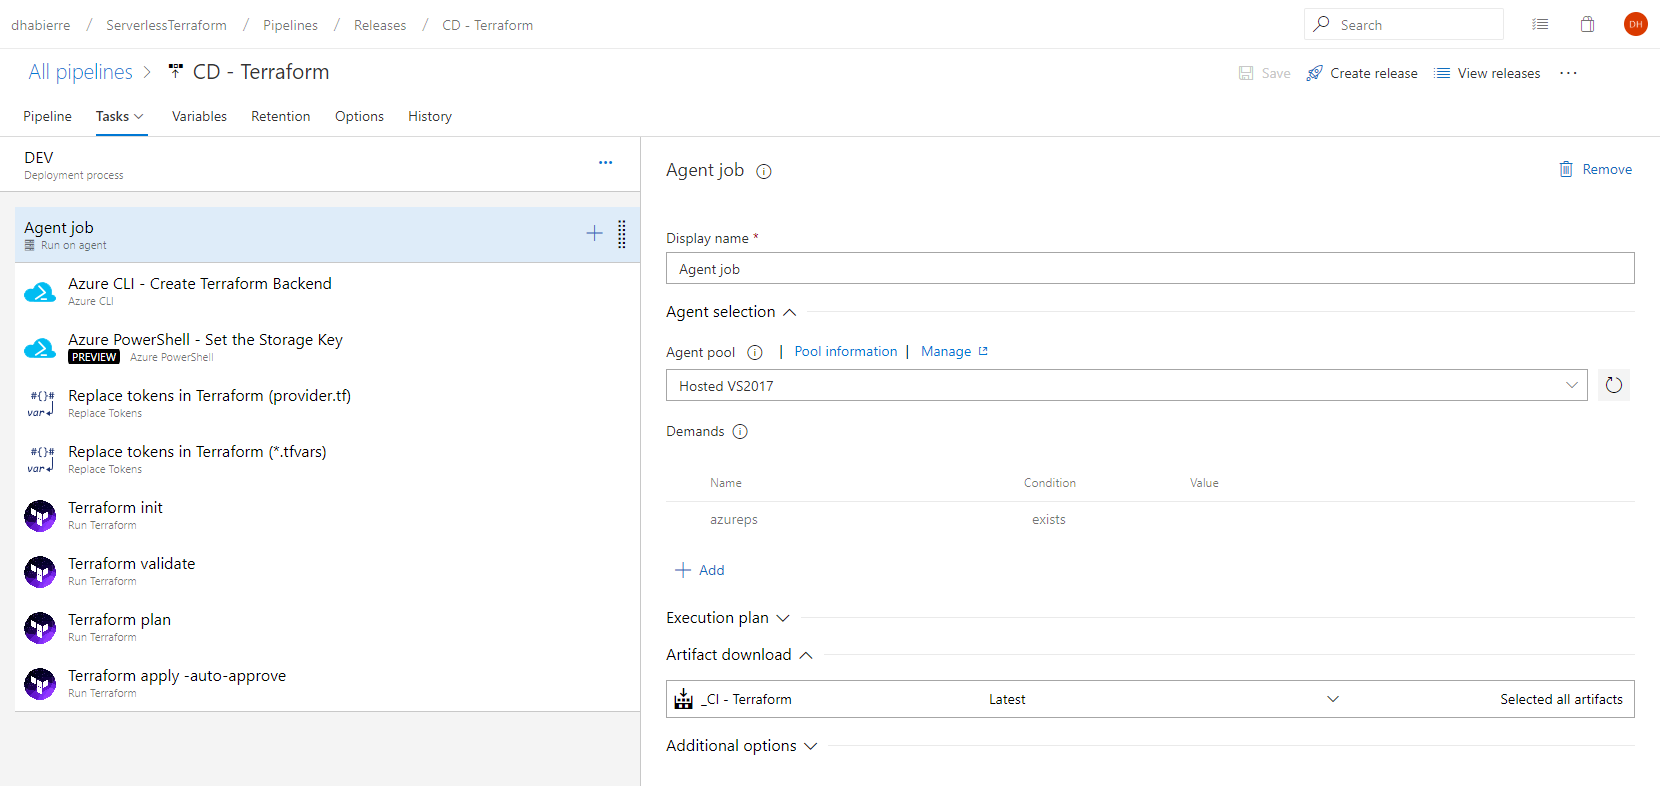 dhabierre / ServerlessTerraform / Pipelines / Releases / CD - Terraform
Search
DH
All pipelines > CD - Terraform
Save Create release View releases ...
Pipeline Tasks Variables Retention Options History
DEV
Deployment process
...
Agent job
Run on agent
Azure CLI - Create Terraform Backend
Azure CLI
Azure PowerShell - Set the Storage Key
PREVIEW Azure PowerShell
#{}#
var
Replace tokens in Terraform (provider.tf)
Replace Tokens
#{}#
var
Replace tokens in Terraform (*.tfvars)
Replace Tokens
Terraform init
Run Terraform
Terraform validate
Run Terraform
Terraform plan
Run Terraform
Terraform apply -auto-approve
Run Terraform
Agent job
Remove
Display name *
Agent job
Agent selection
Agent pool | Pool information | Manage
Hosted VS2017
Demands
Name Condition Value
azureps exists
+ Add
Execution plan
Artifact download
_CI - Terraform Latest Selected all artifacts
Additional options